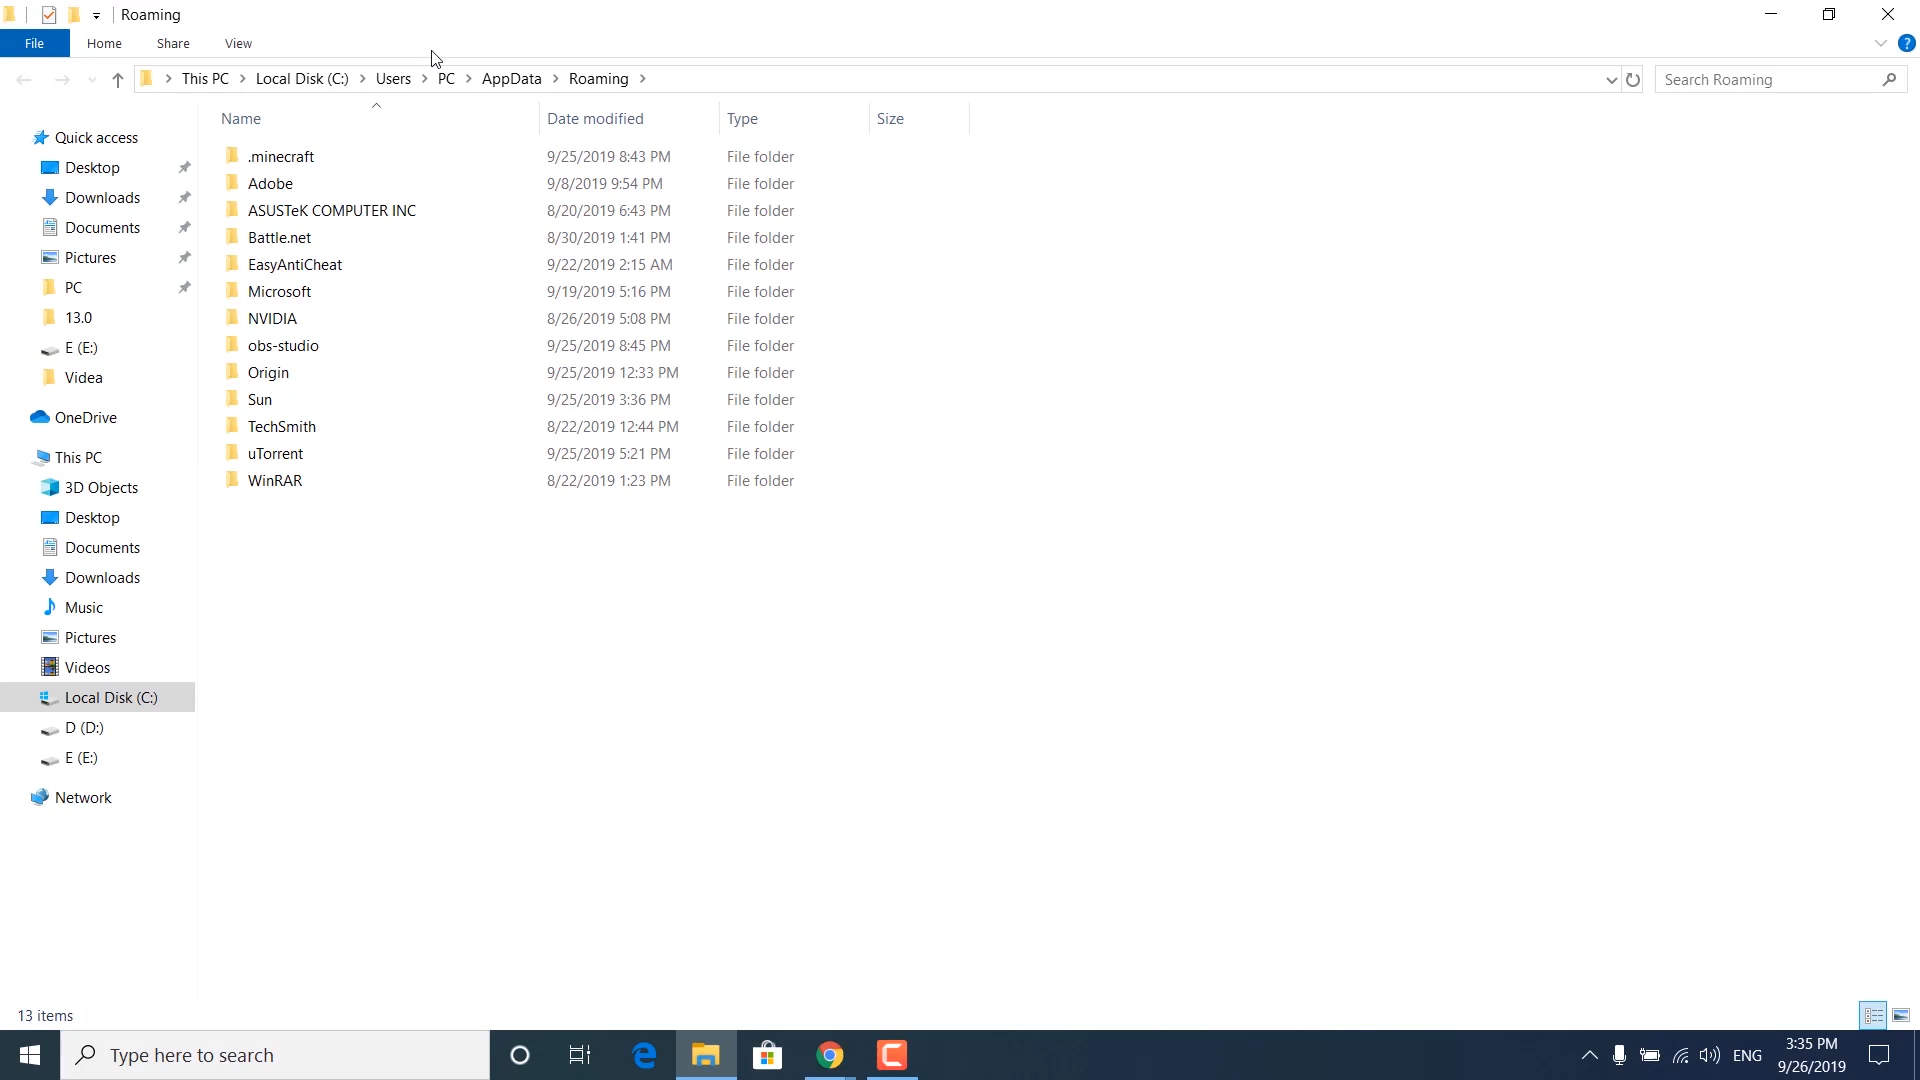 Roaming
File Home Share View
This PC Local Disk (C:) Users PC AppData Roaming
Search Roaming
Name Date modified Type Size
.minecraft 9/25/2019 8:43 PM File folder
Adobe 9/8/2019 9:54 PM File folder
ASUSTeK COMPUTER INC 8/20/2019 6:43 PM File folder
Battle.net 8/30/2019 1:41 PM File folder
EasyAntiCheat 9/22/2019 2:15 AM File folder
Microsoft 9/19/2019 5:16 PM File folder
NVIDIA 8/26/2019 5:08 PM File folder
obs-studio 9/25/2019 8:45 PM File folder
Origin 9/25/2019 12:33 PM File folder
Sun 9/25/2019 3:36 PM File folder
TechSmith 8/22/2019 12:44 PM File folder
uTorrent 9/25/2019 5:21 PM File folder
WinRAR 8/22/2019 1:23 PM File folder
Quick access
Desktop
Downloads
Documents
Pictures
PC
13.0
E (E:)
Videa
OneDrive
This PC
3D Objects
Desktop
Documents
Downloads
Music
Pictures
Videos
Local Disk (C:)
D (D:)
E (E:)
Network
13 items
Type here to search
ENG
3:35 PM
9/26/2019